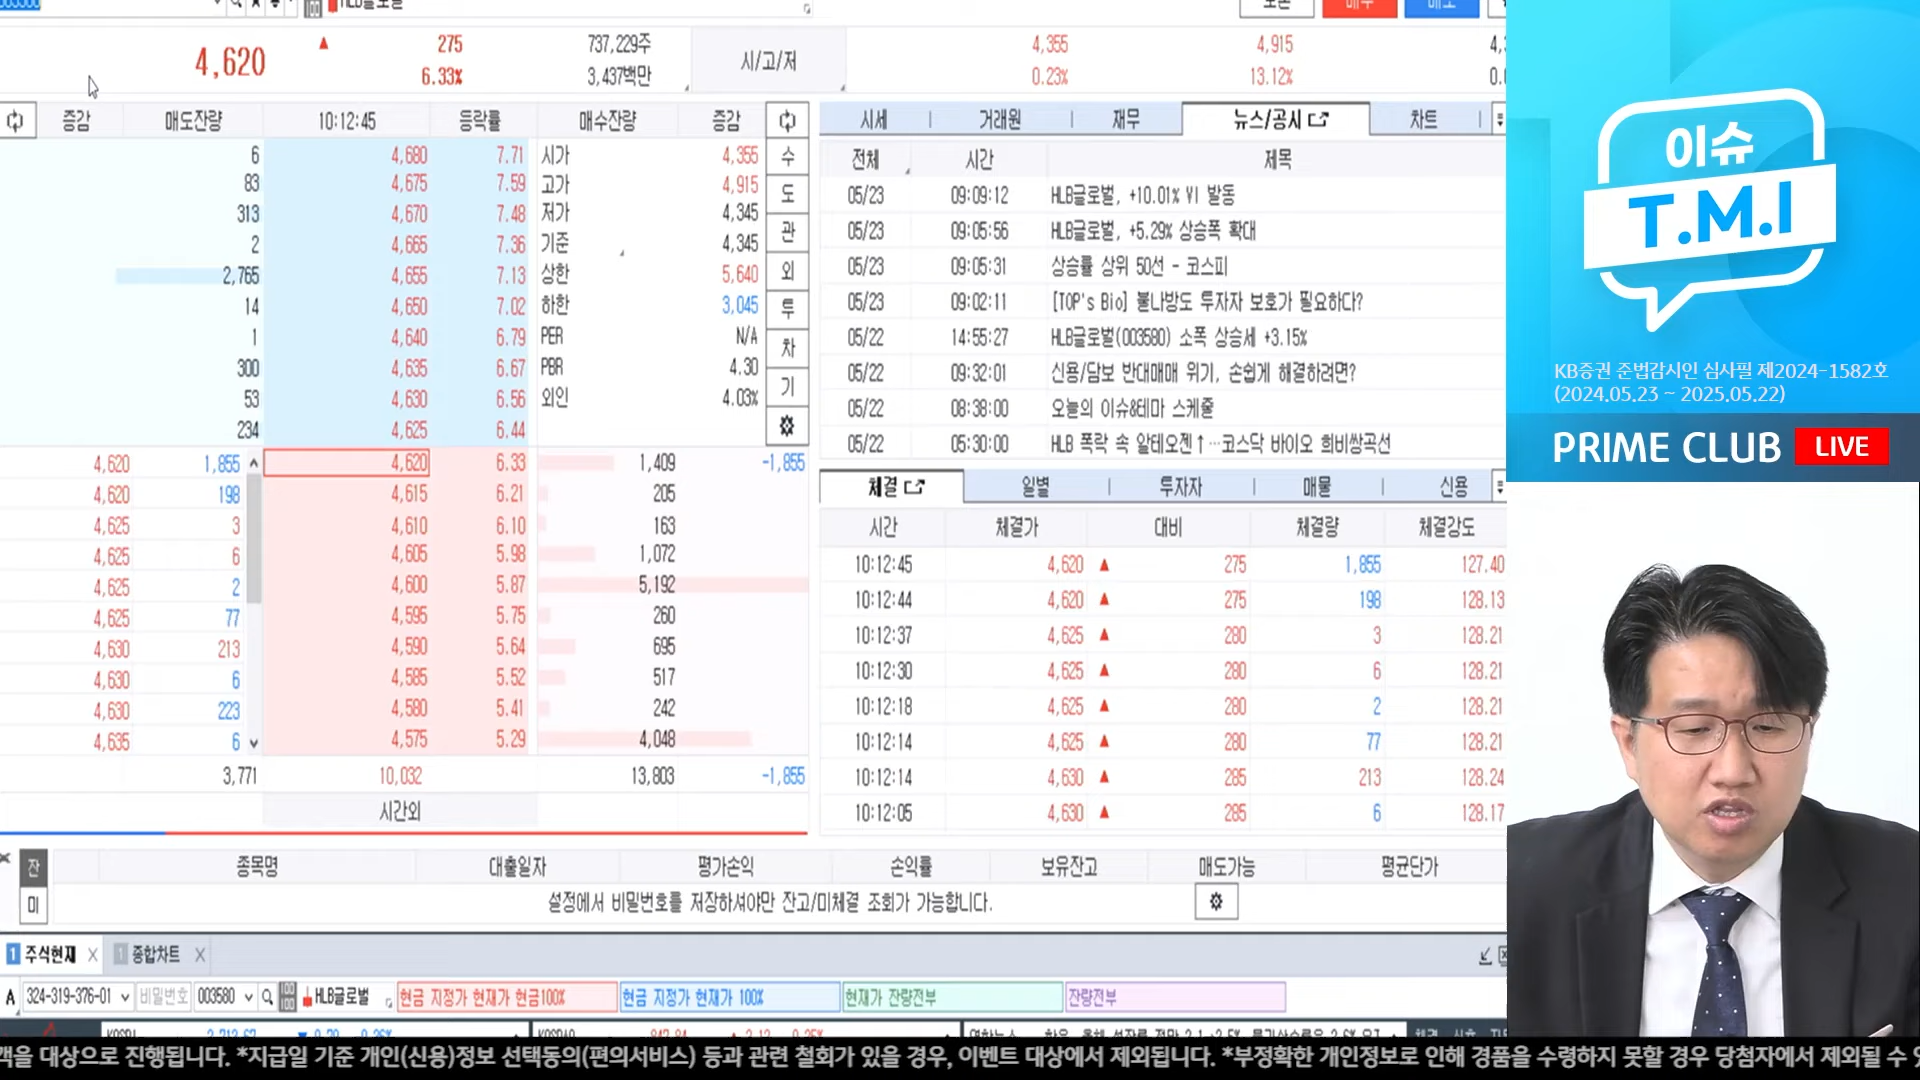 HLB글로벌
4,620 ▲ 275 737,229주 시/고/저 4,355 4,915
6.33% 3,437백만 0.23% 13.12%
증감 매도잔량 10:12:45 등락률 매수잔량 증감
6 4,680 7.71 시가 4,355 수
83 4,675 7.59 고가 4,915 도
313 4,670 7.48 저가 4,345 관
2 4,665 7.36 기준 4,345
2,765 4,655 7.13 상한 5,640 외
14 4,650 7.02 하한 3,045 투
1 4,640 6.79 PER N/A 차
300 4,635 6.67 PBR 4.30 기
53 4,630 6.56 외인 4.03%
234 4,625 6.44
4,620 1,855 4,620 6.33 1,409 -1,855
4,620 198 4,615 6.21 205
4,625 3 4,610 6.10 163
4,625 6 4,605 5.98 1,072
4,625 2 4,600 5.87 5,192
4,625 77 4,595 5.75 260
4,630 213 4,590 5.64 695
4,630 6 4,585 5.52 517
4,630 223 4,580 5.41 242
4,635 6 4,575 5.29 4,048
3,771 10,032 13,803 -1,855
시간외
시세 거래원 재무 뉴스/공시 차트
전체 시간 제목
05/23 09:09:12 HLB글로벌, +10.01% VI 발동
05/23 09:05:56 HLB글로벌, +5.29% 상승폭 확대
05/23 09:05:31 상승률 상위 50선 - 코스피
05/23 09:02:11 [TOP's Bio] 불나방도 투자자 보호가 필요하다?
05/22 14:55:27 HLB글로벌(003580) 소폭 상승세 +3.15%
05/22 09:32:01 신용/담보 반대매매 위기, 손쉽게 해결하려면?
05/22 08:38:00 오늘의 이슈&테마 스케줄
05/22 05:30:00 HLB 폭락 속 알테오젠↑…코스닥 바이오 희비쌍곡선
체결 일별 투자자 매물 신용
시간 체결가 대비 체결량 체결강도
10:12:45 4,620 ▲ 275 1,855 127.40
10:12:44 4,620 ▲ 275 198 128.13
10:12:37 4,625 ▲ 280 3 128.21
10:12:30 4,625 ▲ 280 6 128.21
10:12:18 4,625 ▲ 280 2 128.21
10:12:14 4,625 ▲ 280 77 128.21
10:12:14 4,630 ▲ 285 213 128.24
10:12:05 4,630 ▲ 285 6 128.17
잔 종목명 대출일자 평가손익 손익률 보유잔고 매도가능 평균단가
미 설정에서 비밀번호를 저장하셔야만 잔고/미체결 조회가 가능합니다.
1 주식현재 1 종합차트
A 324-319-376-01 비밀번호 003580 HLB글로벌 현금 지정가 현재가 현금100% 현금 지정가 현재가 100% 현재가 잔량전부 잔량전부
이슈
T.M.I
KB증권 준법감시인 심사필 제2024-1582호
(2024.05.23 ~ 2025.05.22)
PRIME CLUB LIVE
객을 대상으로 진행됩니다. *지급일 기준 개인(신용)정보 선택동의(편의서비스) 등과 관련 철회가 있을 경우, 이벤트 대상에서 제외됩니다. *부정확한 개인정보로 인해 경품을 수령하지 못할 경우 당첨자에서 제외될 수